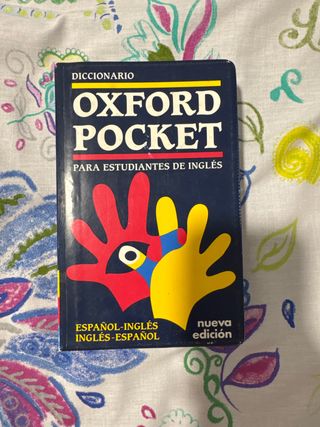 DICCIONARIO
OXFORD
POCKET
PARA ESTUDIANTES DE INGLÉS
ESPAÑOL-INGLÉS
INGLÉS-ESPAÑOL
nueva
edición